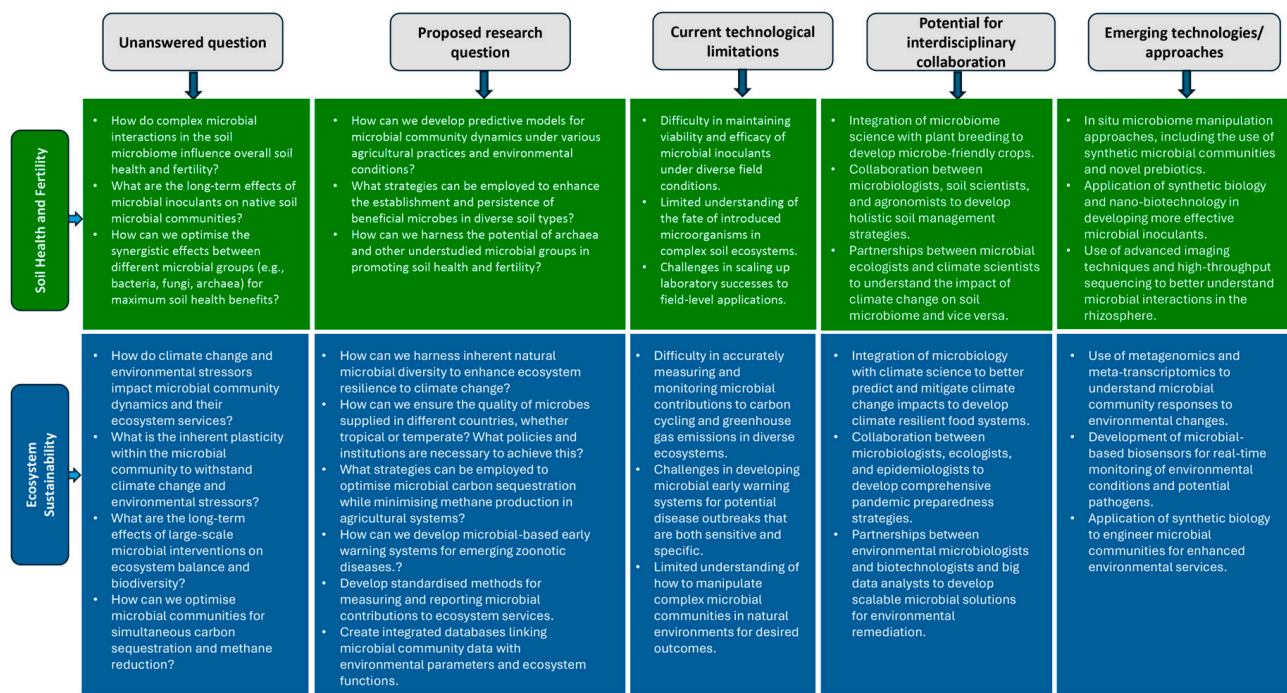 Unanswered question
Proposed research
question
Current technological
limitations
Potential for
interdisciplinary
collaboration
Emerging technologies/
approaches
Soil Health and Fertility
• How do complex microbial
interactions in the soil
microbiome influence overall soil
health and fertility?
• What are the long-term effects of
microbial inoculants on native soil
microbial communities?
• How can we optimise the
synergistic effects between
different microbial groups (e.g.,
bacteria, fungi, archaea) for
maximum soil health benefits?
• How can we develop predictive models for
microbial community dynamics under various
agricultural practices and environmental
conditions?
• What strategies can be employed to enhance
the establishment and persistence of
beneficial microbes in diverse soil types?
• How can we harness the potential of archaea
and other understudied microbial groups in
promoting soil health and fertility?
• Difficulty in maintaining
viability and efficacy of
microbial inoculants
under diverse field
conditions.
• Limited understanding of
the fate of introduced
microorganisms in
complex soil ecosystems.
• Challenges in scaling up
laboratory successes to
field-level applications.
• Integration of microbiome
science with plant breeding to
develop microbe-friendly crops.
• Collaboration between
microbiologists, soil scientists,
and agronomists to develop
holistic soil management
strategies.
• Partnerships between microbial
ecologists and climate scientists
to understand the impact of
climate change on soil
microbiome and vice versa.
• In situ microbiome manipulation
approaches, including the use of
synthetic microbial communities
and novel prebiotics.
• Application of synthetic biology
and nano-biotechnology in
developing more effective
microbial inoculants.
• Use of advanced imaging
techniques and high-throughput
sequencing to better understand
microbial interactions in the
rhizosphere.
Ecosystem
Sustainability
• How do climate change and
environmental stressors
impact microbial community
dynamics and their
ecosystem services?
• What is the inherent plasticity
within the microbial
community to withstand
climate change and
environmental stressors?
• What are the long-term
effects of large-scale
microbial interventions on
ecosystem balance and
biodiversity?
• How can we optimise
microbial communities for
simultaneous carbon
sequestration and methane
reduction?
• How can we harness inherent natural
microbial diversity to enhance ecosystem
resilience to climate change?
• How can we ensure the quality of microbes
supplied in different countries, whether
tropical or temperate? What policies and
institutions are necessary to achieve this?
• What strategies can be employed to
optimise microbial carbon sequestration
while minimising methane production in
agricultural systems?
• How can we develop microbial-based early
warning systems for emerging zoonotic
diseases.?
• Develop standardised methods for
measuring and reporting microbial
contributions to ecosystem services.
• Create integrated databases linking
microbial community data with
environmental parameters and ecosystem
functions.
• Difficulty in accurately
measuring and
monitoring microbial
contributions to carbon
cycling and greenhouse
gas emissions in diverse
ecosystems.
• Challenges in developing
microbial early warning
systems for potential
disease outbreaks that
are both sensitive and
specific.
• Limited understanding of
how to manipulate
complex microbial
communities in natural
environments for desired
outcomes.
• Integration of microbiology
with climate science to better
predict and mitigate climate
change impacts to develop
climate resilient food systems.
• Collaboration between
microbiologists, ecologists,
and epidemiologists to
develop comprehensive
pandemic preparedness
strategies.
• Partnerships between
environmental microbiologists
and biotechnologists and big
data analysts to develop
scalable microbial solutions
for environmental
remediation.
• Use of metagenomics and
meta-transcriptomics to
understand microbial
community responses to
environmental changes.
• Development of microbial-
based biosensors for real-time
monitoring of environmental
conditions and potential
pathogens.
• Application of synthetic biology
to engineer microbial
communities for enhanced
environmental services.